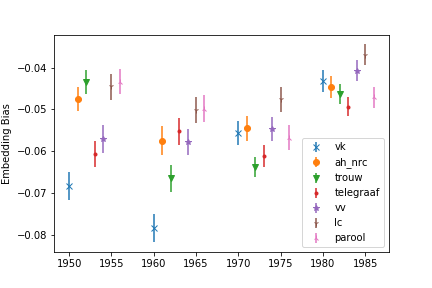 Embedding Bias
−0.04
−0.05
−0.06
−0.07
−0.08
1950 1955 1960 1965 1970 1975 1980 1985
vk
ah_nrc
trouw
telegraaf
vv
lc
parool